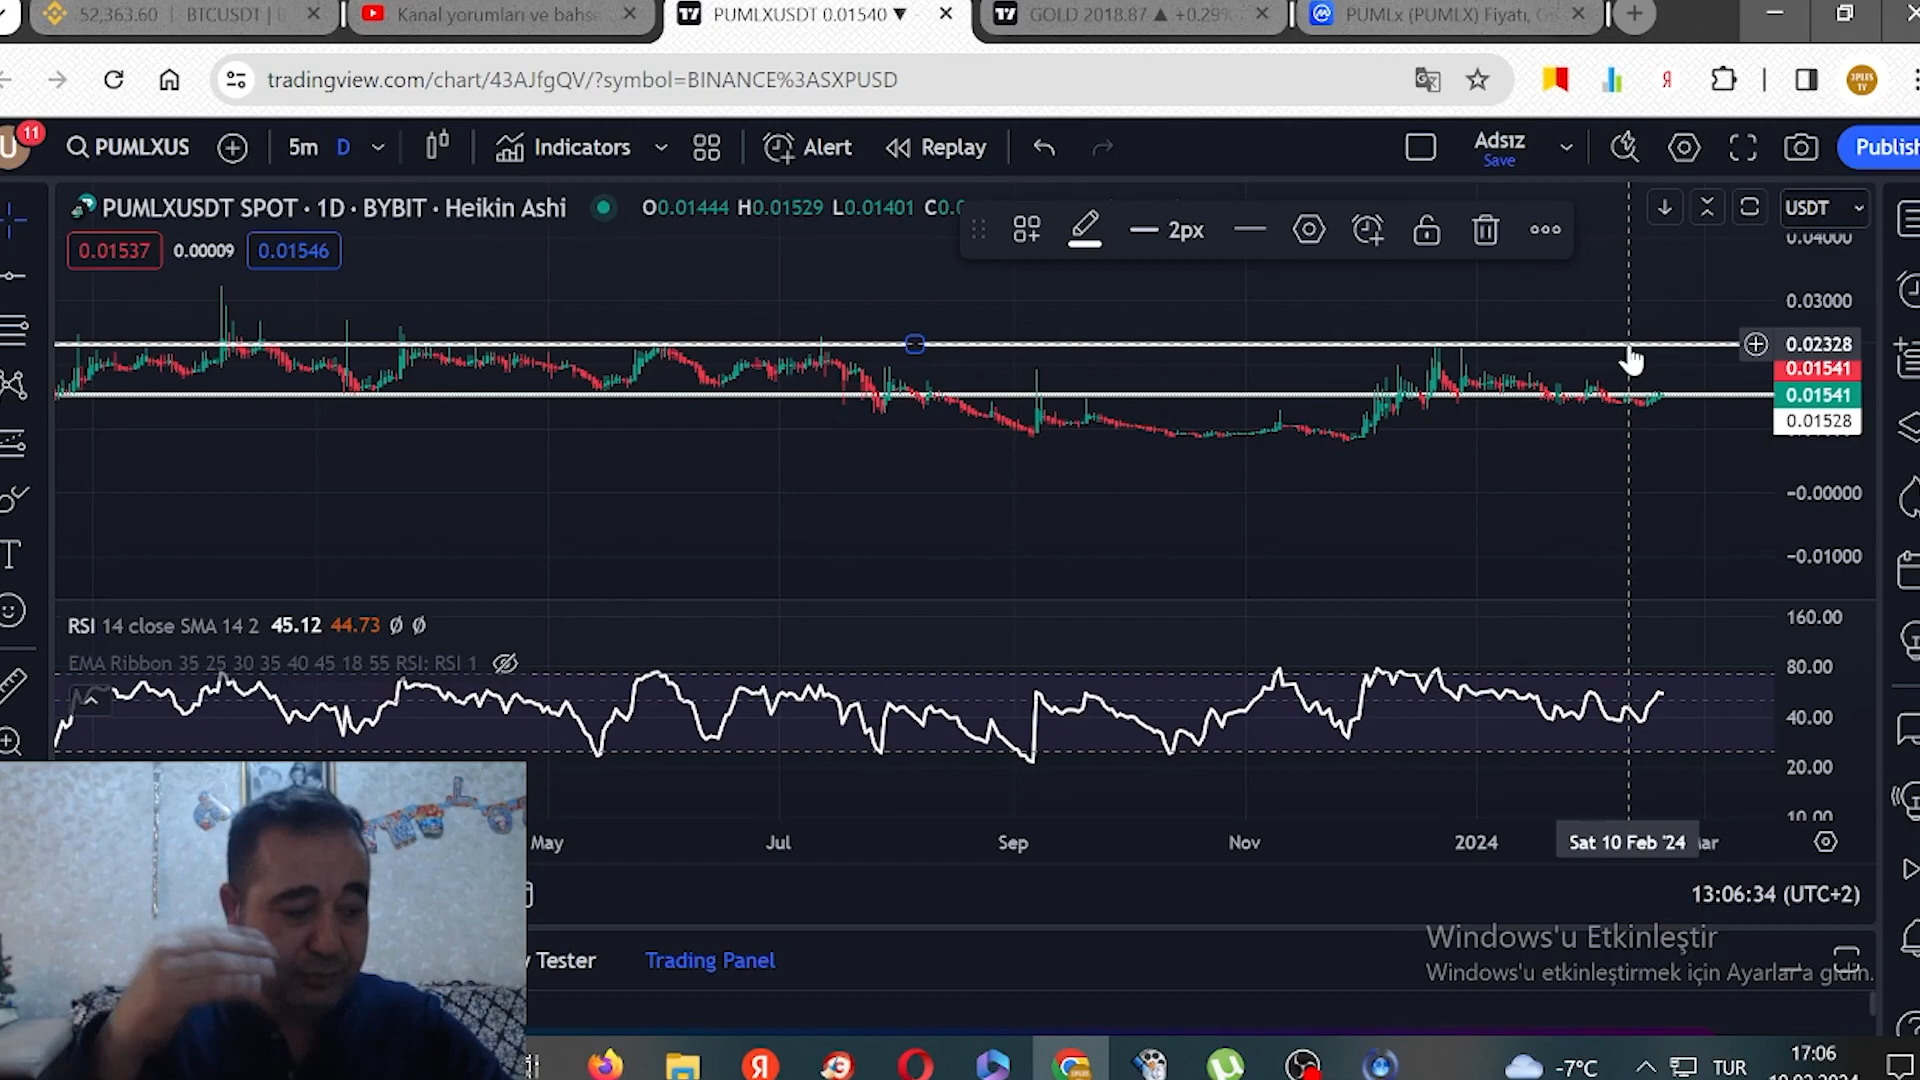 52,363.60 | BTCUSDT |
Kanal yorumları ve bahse
PUMLXUSDT 0.01540 ▼
GOLD 2018.87 ▲ +0.29%
PUMLx (PUMLX) Fiyatı,
tradingview.com/chart/43AJfgQV/?symbol=BINANCE%3ASXPUSD
3PLES TV
U 11
PUMLXUS
5m D
Indicators
Alert
Replay
Adsız
Save
Publish
PUMLXUSDT SPOT · 1D · BYBIT · Heikin Ashi
O0.01444 H0.01529 L0.01401 C0.0
USDT
0.01537 0.00009 0.01546
2px
0.04000
0.03000
0.02328
0.01541
0.01541
0.01528
−0.00000
−0.01000
RSI 14 close SMA 14 2 45.12 44.73 Ø Ø
EMA Ribbon 35 25 30 35 40 45 18 55 RSI: RSI 1
160.00
80.00
40.00
20.00
10.00
May Jul Sep Nov 2024 Sat 10 Feb '24 Mar
13:06:34 (UTC+2)
Windows'u Etkinleştir
Windows'u etkinleştirmek için Ayarlar'a gidin.
y Tester
Trading Panel
-7°C
TUR
17:06